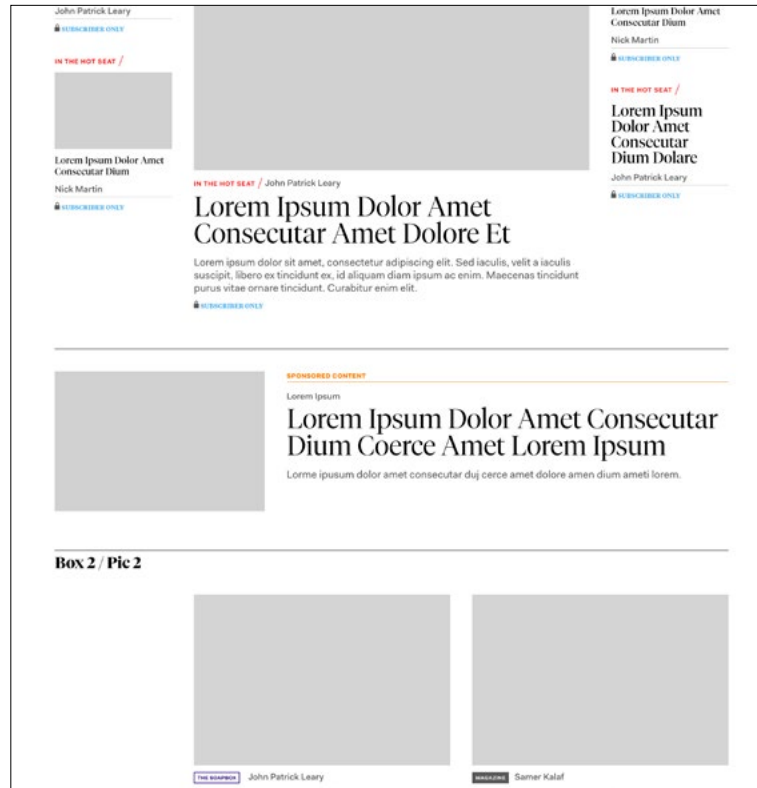 John Patrick Leary
SUBSCRIBER ONLY
IN THE HOT SEAT /
Lorem Ipsum Dolor Amet
Consecutar Dium
Nick Martin
SUBSCRIBER ONLY
IN THE HOT SEAT / John Patrick Leary
Lorem Ipsum Dolor Amet
Consecutar Amet Dolore Et
Lorem ipsum dolor sit amet, consectetur adipiscing elit. Sed iaculis, velit a iaculis
suscipit, libero ex tincidunt ex, id aliquam diam ipsum ac enim. Maecenas tincidunt
purus vitae ornare tincidunt. Curabitur enim elit.
SUBSCRIBER ONLY
Lorem Ipsum Dolor Amet
Consecutar Dium
Nick Martin
SUBSCRIBER ONLY
IN THE HOT SEAT /
Lorem Ipsum
Dolor Amet
Consecutar
Dium Dolare
John Patrick Leary
SUBSCRIBER ONLY
SPONSORED CONTENT
Lorem Ipsum
Lorem Ipsum Dolor Amet Consecutar
Dium Coerce Amet Lorem Ipsum
Lorme ipusum dolor amet consecutar duj cerce amet dolore amen dium ameti lorem.
Box 2 / Pic 2
THE SOAPBOX John Patrick Leary
MAGAZINE Samer Kalaf